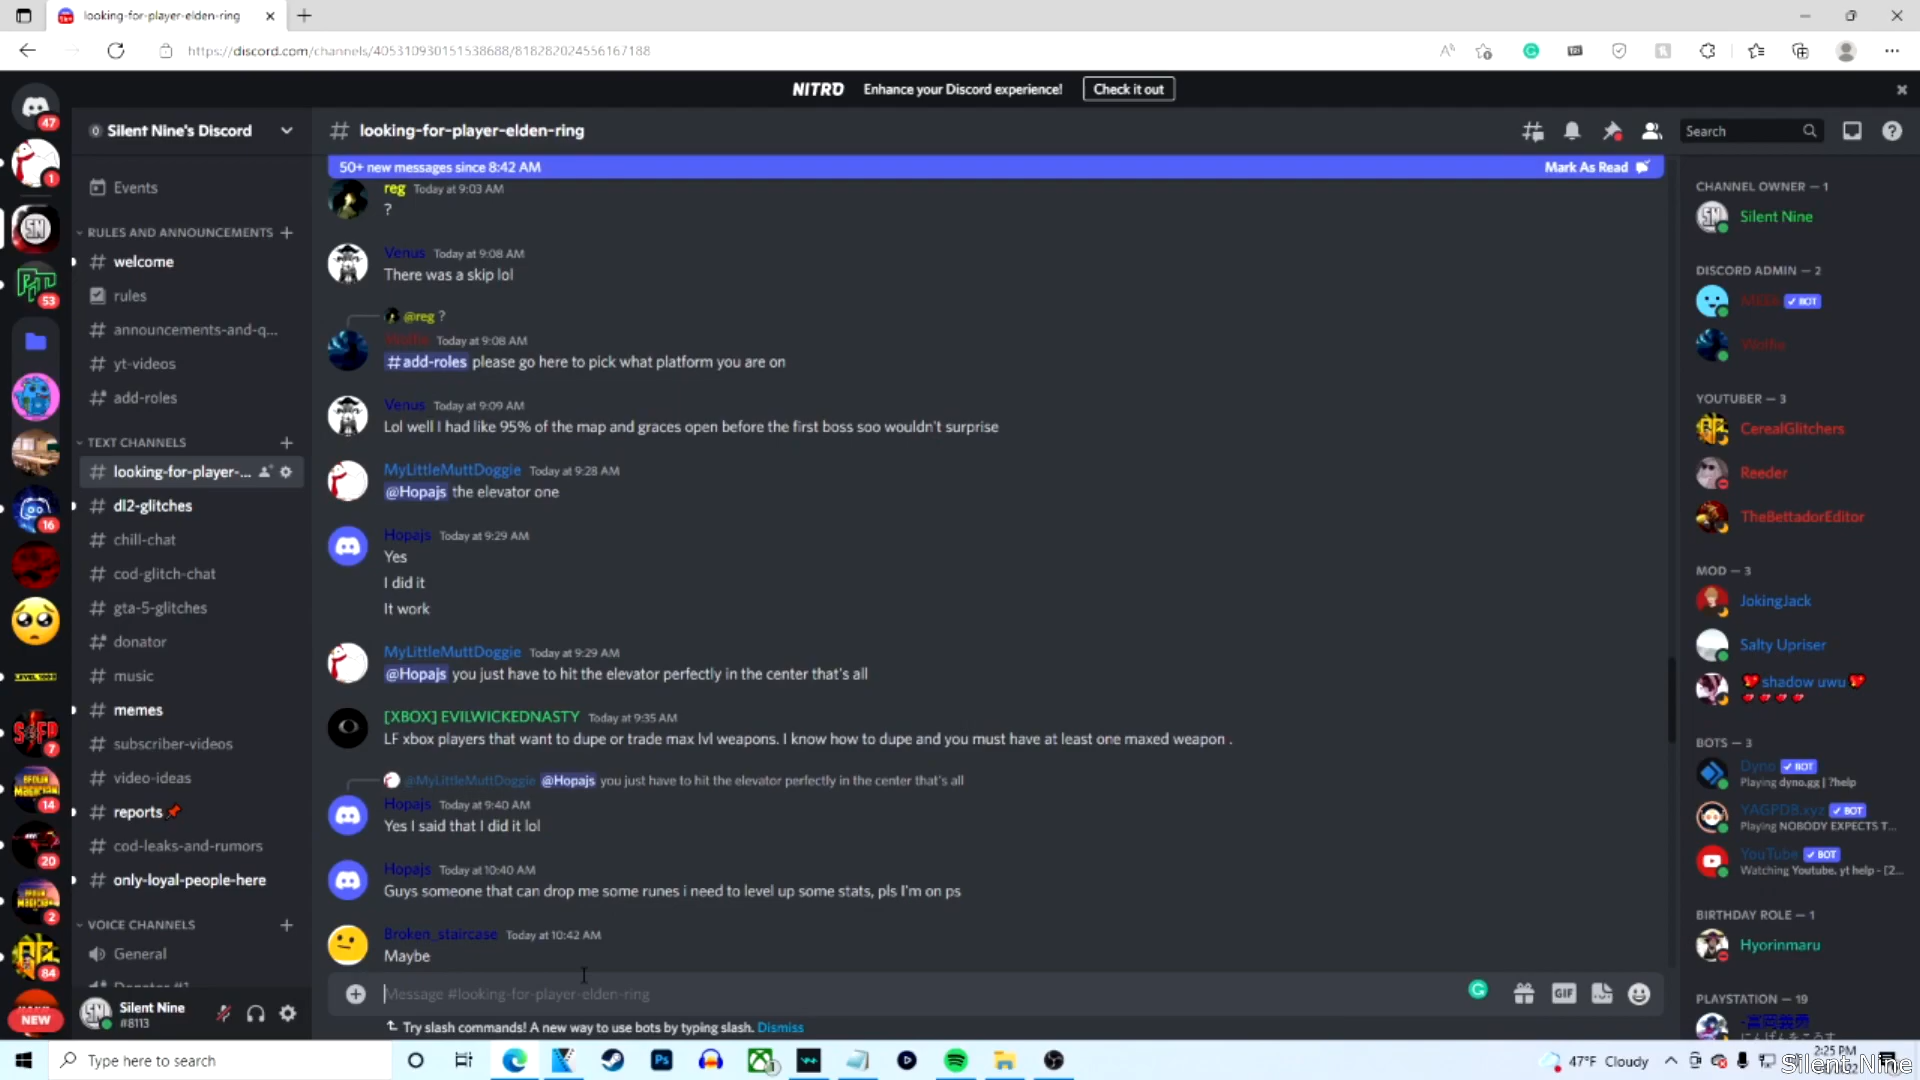 looking-for-player-elden-ring
https://discord.com/channels/405310930151538688/818282024556167188
NITRO Enhance your Discord experience! Check it out
47
1
53
16
7
14
20
2
84
NEW
Silent Nine's Discord
Events
RULES AND ANNOUNCEMENTS
welcome
rules
announcements-and-q...
yt-videos
add-roles
TEXT CHANNELS
looking-for-player-...
dl2-glitches
chill-chat
cod-glitch-chat
gta-5-glitches
donator
music
memes
subscriber-videos
video-ideas
reports
cod-leaks-and-rumors
only-loyal-people-here
VOICE CHANNELS
General
Silent Nine
#8113
# looking-for-player-elden-ring
Search
50+ new messages since 8:42 AM Mark As Read
reg Today at 9:03 AM
?
Venus Today at 9:08 AM
There was a skip lol
@reg ?
Wolfie Today at 9:08 AM
#add-roles please go here to pick what platform you are on
Venus Today at 9:09 AM
Lol well I had like 95% of the map and graces open before the first boss soo wouldn't surprise
MyLittleMuttDoggie Today at 9:28 AM
@Hopajs the elevator one
Hopajs Today at 9:29 AM
Yes
I did it
It work
MyLittleMuttDoggie Today at 9:29 AM
@Hopajs you just have to hit the elevator perfectly in the center that's all
[XBOX] EVILWICKEDNASTY Today at 9:35 AM
LF xbox players that want to dupe or trade max lvl weapons. I know how to dupe and you must have at least one maxed weapon .
@MyLittleMuttDoggie @Hopajs you just have to hit the elevator perfectly in the center that's all
Hopajs Today at 9:40 AM
Yes I said that I did it lol
Hopajs Today at 10:40 AM
Guys someone that can drop me some runes i need to level up some stats, pls I'm on ps
Broken_staircase Today at 10:42 AM
Maybe
Message #looking-for-player-elden-ring
GIF
Try slash commands! A new way to use bots by typing slash. Dismiss
CHANNEL OWNER — 1
Silent Nine
DISCORD ADMIN — 2
BOT
Wolfie
YOUTUBER — 3
CerealGlitchers
Reeder
TheBettadorEditor
MOD — 3
JokingJack
Salty Upriser
shadow uwu
BOTS — 3
Dyno BOT
Playing dyno.gg | ?help
YAGPDB.xyz BOT
Playing NOBODY EXPECTS T...
YouTube BOT
Watching Youtube. yt help - [2...
BIRTHDAY ROLE — 1
Hyorinmaru
PLAYSTATION — 19
Type here to search
47°F Cloudy
2:25 PM
Silent Nine